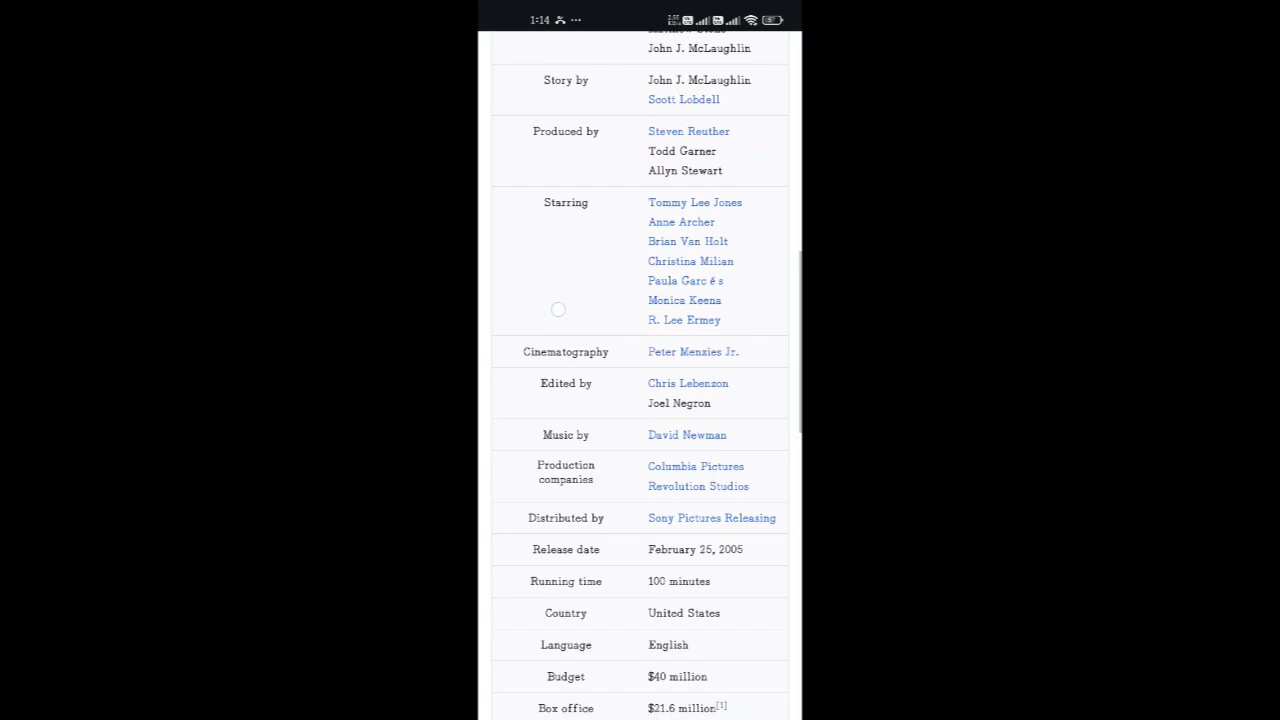 1:14
John J. McLaughlin
Story by
John J. McLaughlin
Scott Lobdell
Produced by
Steven Reuther
Todd Garner
Allyn Stewart
Starring
Tommy Lee Jones
Anne Archer
Brian Van Holt
Christina Milian
Paula Garcés
Monica Keena
R. Lee Ermey
Cinematography
Peter Menzies Jr.
Edited by
Chris Lebenzon
Joel Negron
Music by
David Newman
Production
companies
Columbia Pictures
Revolution Studios
Distributed by
Sony Pictures Releasing
Release date
February 25, 2005
Running time
100 minutes
Country
United States
Language
English
Budget
$40 million
Box office
$21.6 million[1]